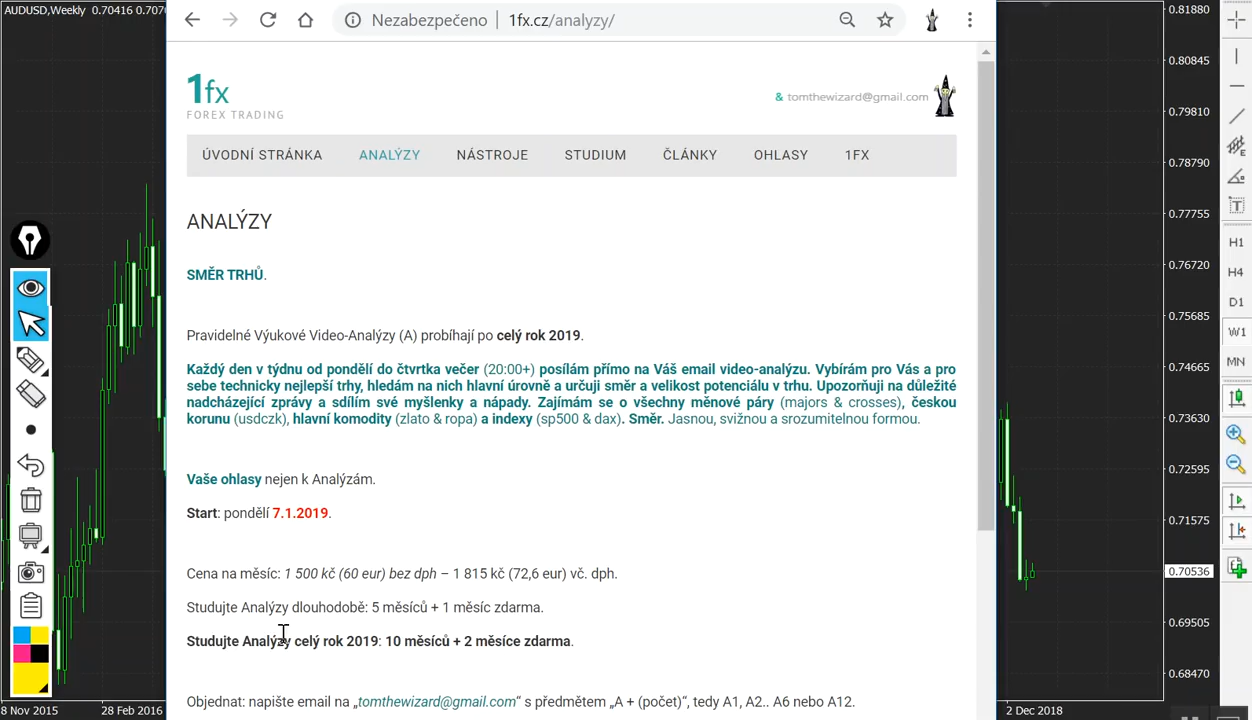 AUDUSD,Weekly 0.70416
Nezabezpečeno 1fx.cz/analyzy/
1fx
FOREX TRADING
& tomthewizard@gmail.com
ÚVODNÍ STRÁNKA ANALÝZY NÁSTROJE STUDIUM ČLÁNKY OHLASY 1FX
ANALÝZY
SMĚR TRHŮ.
Pravidelné Výukové Video-Analýzy (A) probíhají po celý rok 2019.
Každý den v týdnu od pondělí do čtvrtka večer (20:00+) posílám přímo na Váš email video-analýzu. Vybírám pro Vás a pro
sebe technicky nejlepší trhy, hledám na nich hlavní úrovně a určuji směr a velikost potenciálu v trhu. Upozorňuji na důležité
nadcházející zprávy a sdílím své myšlenky a nápady. Zajímám se o všechny měnové páry (majors & crosses), českou
korunu (usdczk), hlavní komodity (zlato & ropa) a indexy (sp500 & dax). Směr. Jasnou, svižnou a srozumitelnou formou.
Vaše ohlasy nejen k Analýzám.
Start: pondělí 7.1.2019.
Cena na měsíc: 1 500 kč (60 eur) bez dph – 1 815 kč (72,6 eur) vč. dph.
Studujte Analýzy dlouhodobě: 5 měsíců + 1 měsíc zdarma.
Studujte Analýzy celý rok 2019: 10 měsíců + 2 měsíce zdarma.
Objednat: napište email na „tomthewizard@gmail.com“ s předmětem „A + (počet)“, tedy A1, A2.. A6 nebo A12.
8 Nov 2015 28 Feb 2016
2 Dec 2018
0.81880
0.80845
0.79810
0.78790
0.77755
0.76720
0.75685
0.74665
0.73630
0.72595
0.71575
0.70536
0.69505
0.68470
E
T
H1
H4
D1
W1
MN